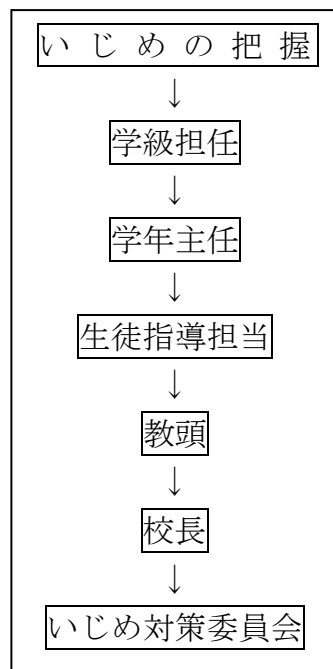 いじめの把握
↓
学級担任
↓
学年主任
↓
生徒指導担当
↓
教頭
↓
校長
↓
いじめ対策委員会